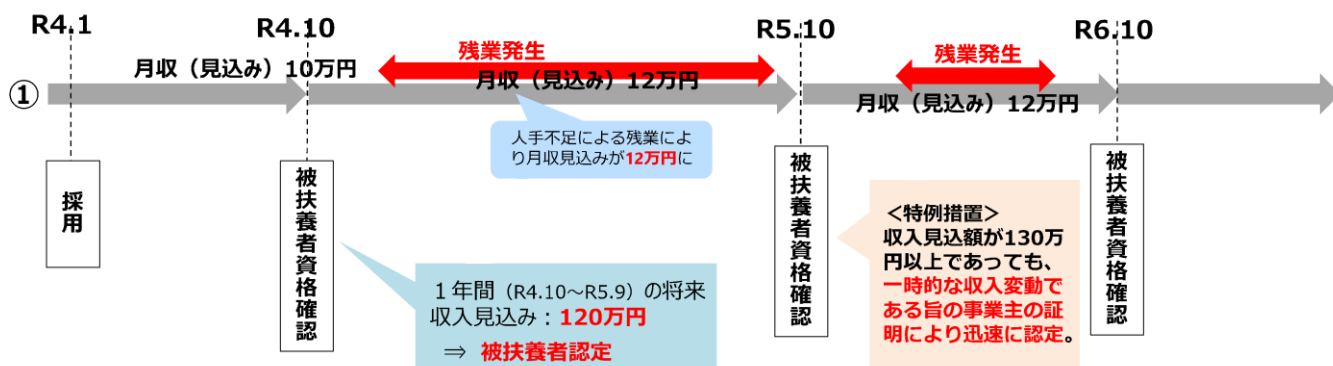 R4.1
R4.10
R5.10
R6.10
残業発生
残業発生
月収（見込み）10万円
月収（見込み）12万円
月収（見込み）12万円
①
人手不足による残業によ
り月収見込みが12万円に
採用
被扶養者資格確認
被扶養者資格確認
被扶養者資格確認
１年間（R4.10～R5.9）の将来
収入見込み：120万円
⇒ 被扶養者認定
＜特例措置＞
収入見込額が130万
円以上であっても、
一時的な収入変動で
ある旨の事業主の証
明により迅速に認定。